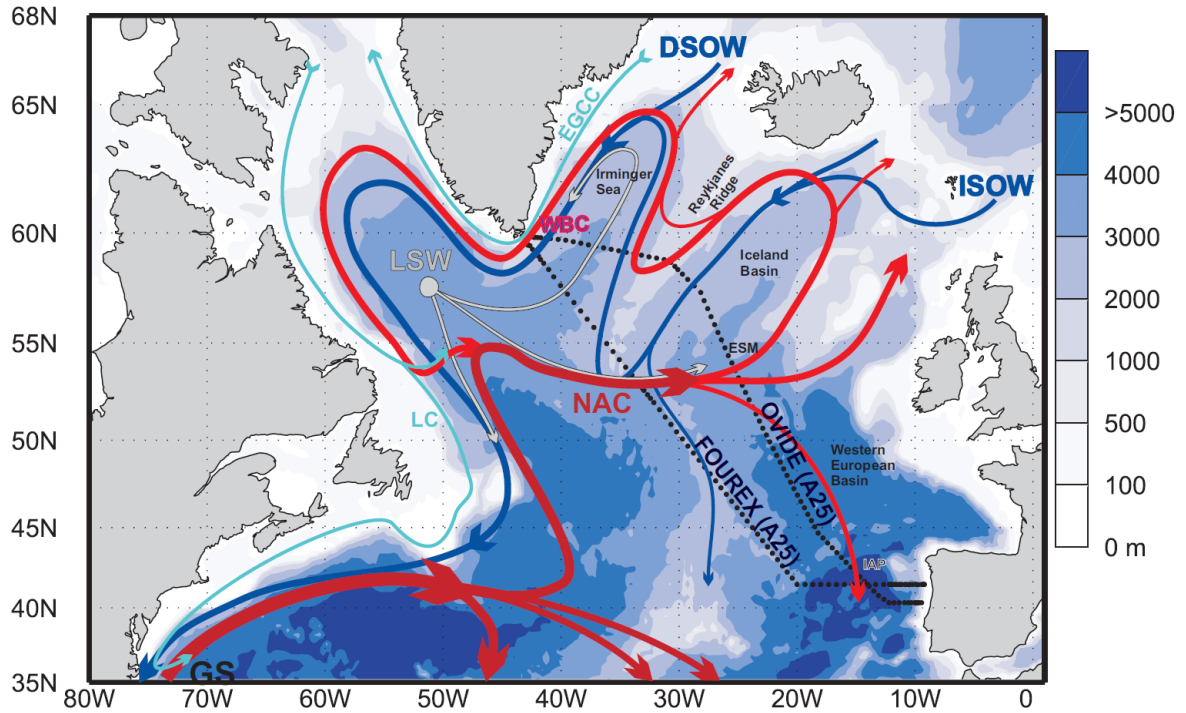 68N
65N
60N
55N
50N
45N
40N
35N
80W
70W
60W
50W
40W
30W
20W
10W
0
DSOW
EGCC
Irminger
Sea
Reykjanes
Ridge
ISOW
WBC
LSW
Iceland
Basin
ESM
NAC
LC
OVIDE (A25)
FOUREX (A25)
Western
European
Basin
IAP
GS
>5000
4000
3000
2000
1000
500
100
0 m